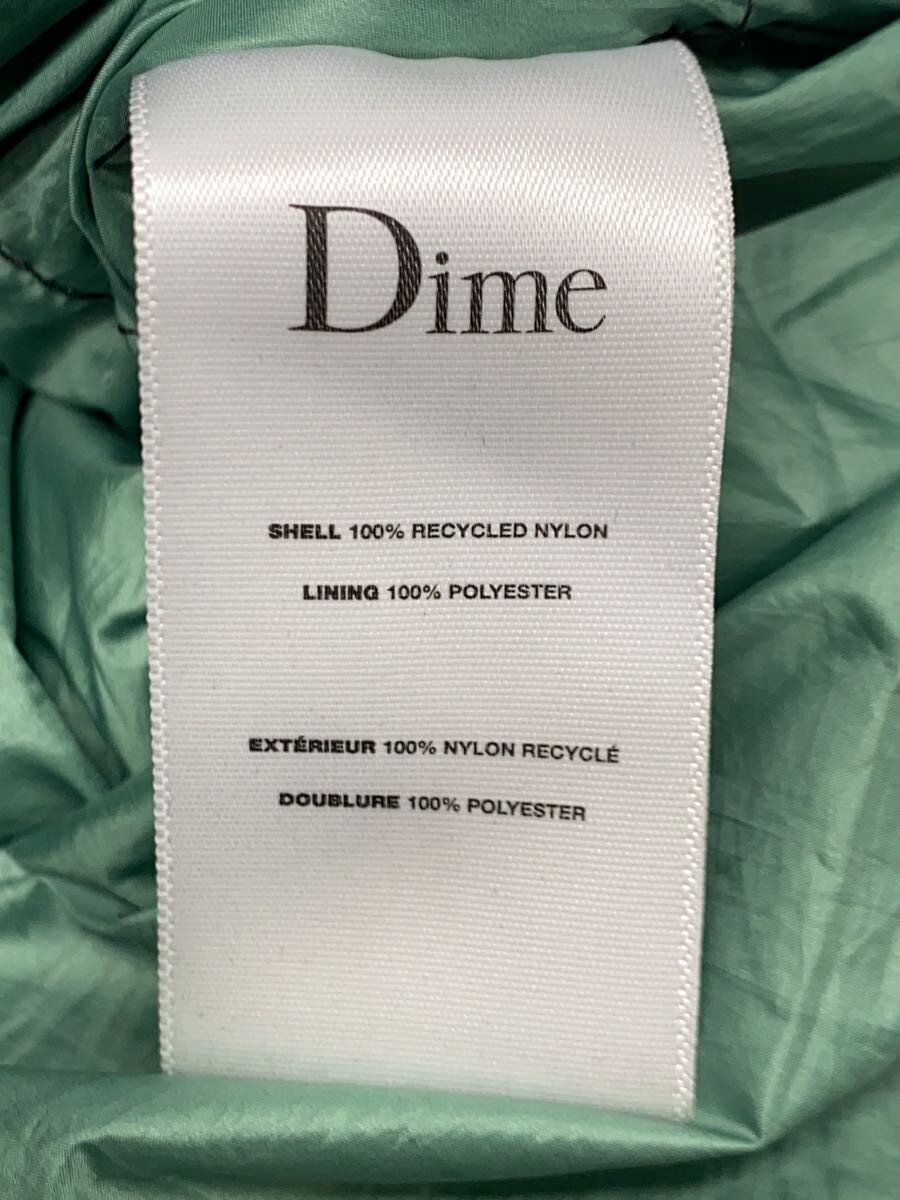 Dime
SHELL 100% RECYCLED NYLON
LINING 100% POLYESTER
EXTÉRIEUR 100% NYLON RECYCLÉ
DOUBLURE 100% POLYESTER